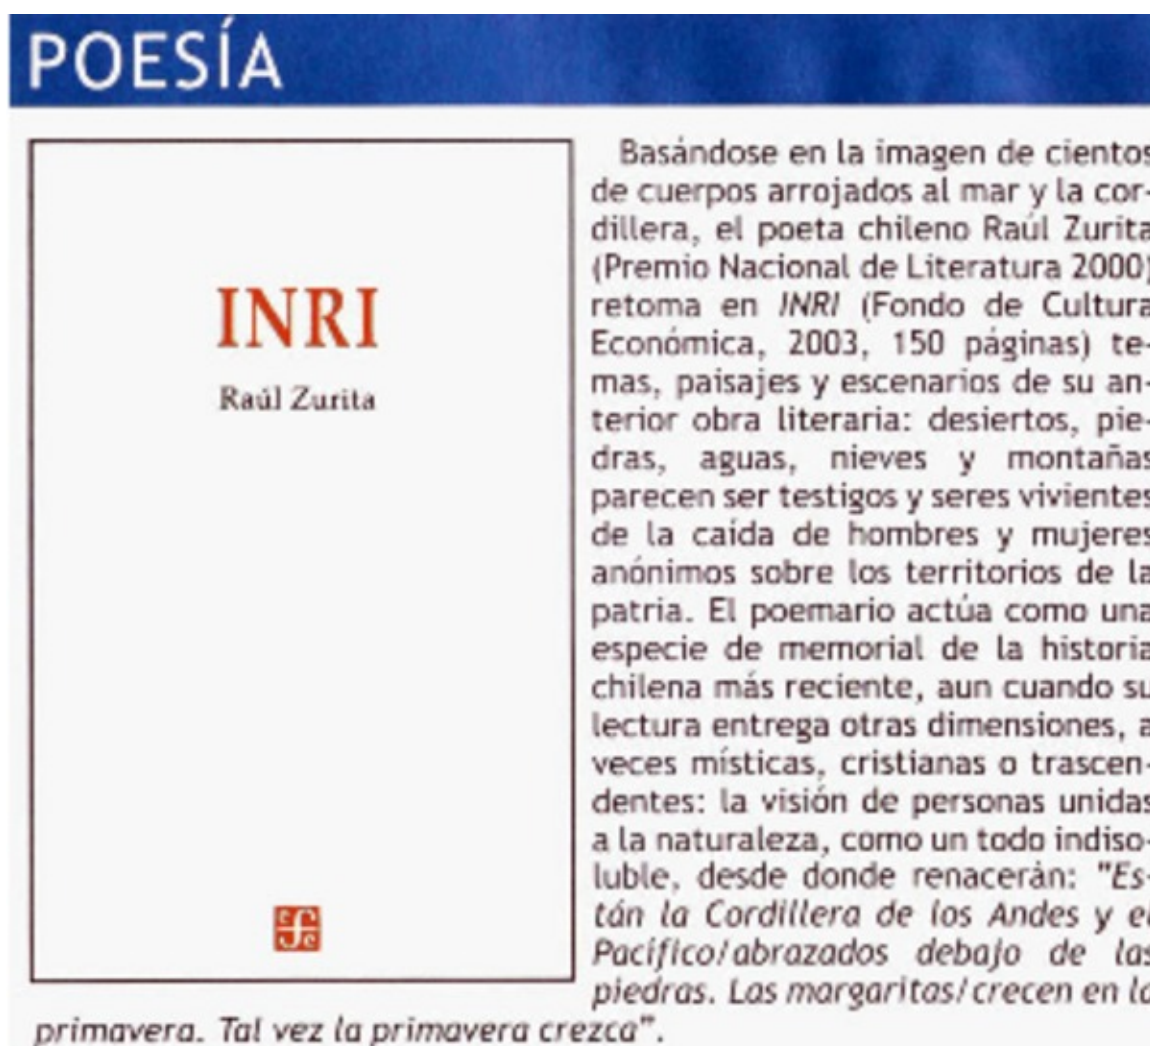 POESÍA
INRI
Raúl Zurita
Basándose en la imagen de cientos
de cuerpos arrojados al mar y la cor-
dillera, el poeta chileno Raúl Zurita
(Premio Nacional de Literatura 2000)
retoma en INRI (Fondo de Cultura
Económica, 2003, 150 páginas) te-
mas, paisajes y escenarios de su an-
terior obra literaria: desiertos, pie-
dras, aguas, nieves y montañas
parecen ser testigos y seres vivientes
de la caída de hombres y mujeres
anónimos sobre los territorios de la
patria. El poemario actúa como una
especie de memorial de la historia
chilena más reciente, aun cuando su
lectura entrega otras dimensiones, a
veces místicas, cristianas o trascen-
dentes: la visión de personas unidas
a la naturaleza, como un todo indiso-
luble, desde donde renacerán: "Es-
tán la Cordillera de los Andes y el
Pacífico/abrazados debajo de las
piedras. Las margaritas/crecen en la
primavera. Tal vez la primavera crezca".